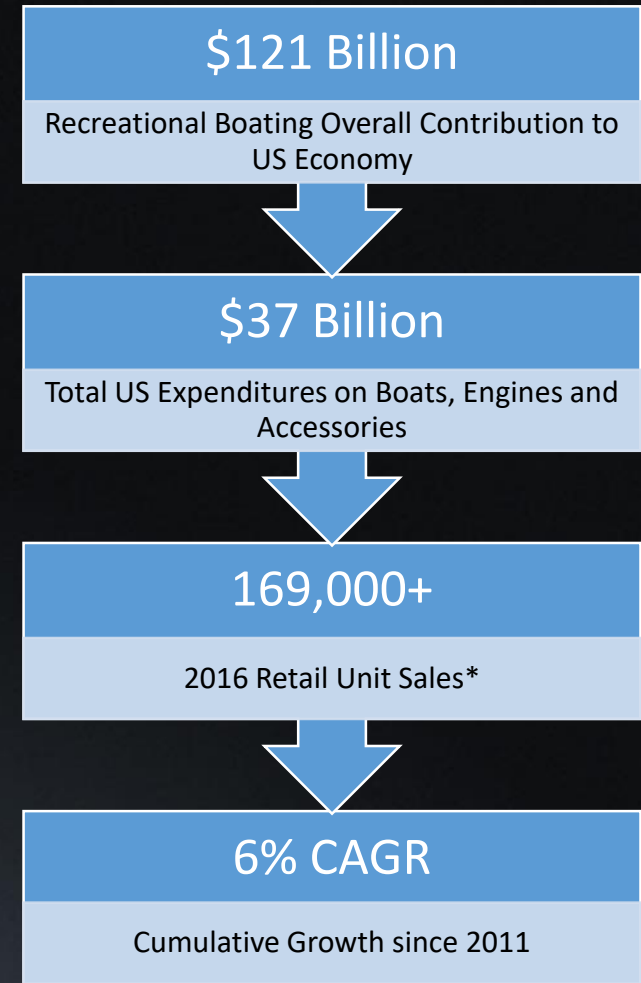 $121 Billion
Recreational Boating Overall Contribution to
US Economy
$37 Billion
Total US Expenditures on Boats, Engines and
Accessories
169,000+
2016 Retail Unit Sales*
6% CAGR
Cumulative Growth since 2011